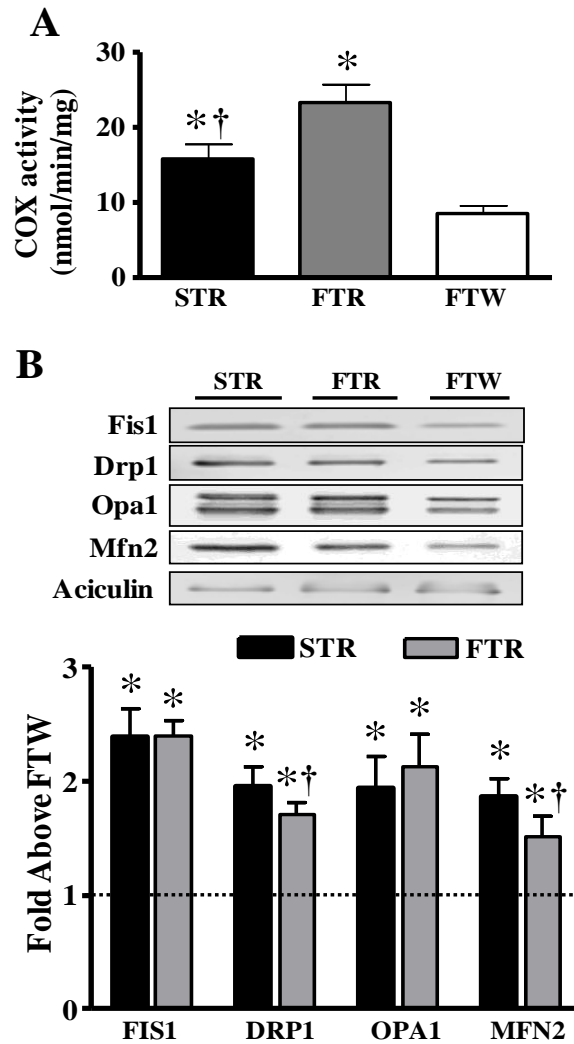 A
COX activity
(nmol/min/mg)
30
20
10
0
*†
*
STR
FTR
FTW
B
STR
FTR
FTW
Fis1
Drp1
Opa1
Mfn2
Aciculin
STR
FTR
Fold Above FTW
3
2
1
0
* *
* *†
* *
* *†
FIS1
DRP1
OPA1
MFN2